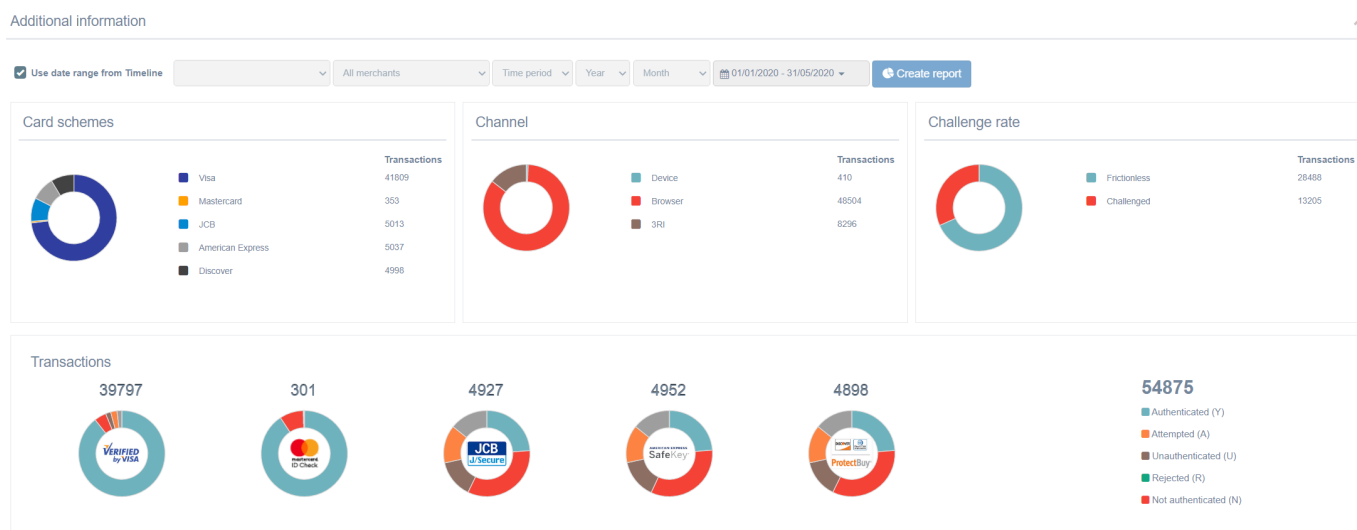 Additional information
Use date range from Timeline
All merchants
Time period
Year
Month
01/01/2020 - 31/05/2020
Create report
Card schemes
Transactions
Visa 41809
Mastercard 353
JCB 5013
American Express 5037
Discover 4998
Channel
Transactions
Device 410
Browser 48504
3RI 8296
Challenge rate
Transactions
Frictionless 28488
Challenged 13205
Transactions
39797
VERIFIED
by VISA
301
mastercard
ID Check
4927
JCB
J/Secure
4952
AMERICAN EXPRESS
SafeKey
4898
DISCOVER
ProtectBuy
54875
Authenticated (Y)
Attempted (A)
Unauthenticated (U)
Rejected (R)
Not authenticated (N)